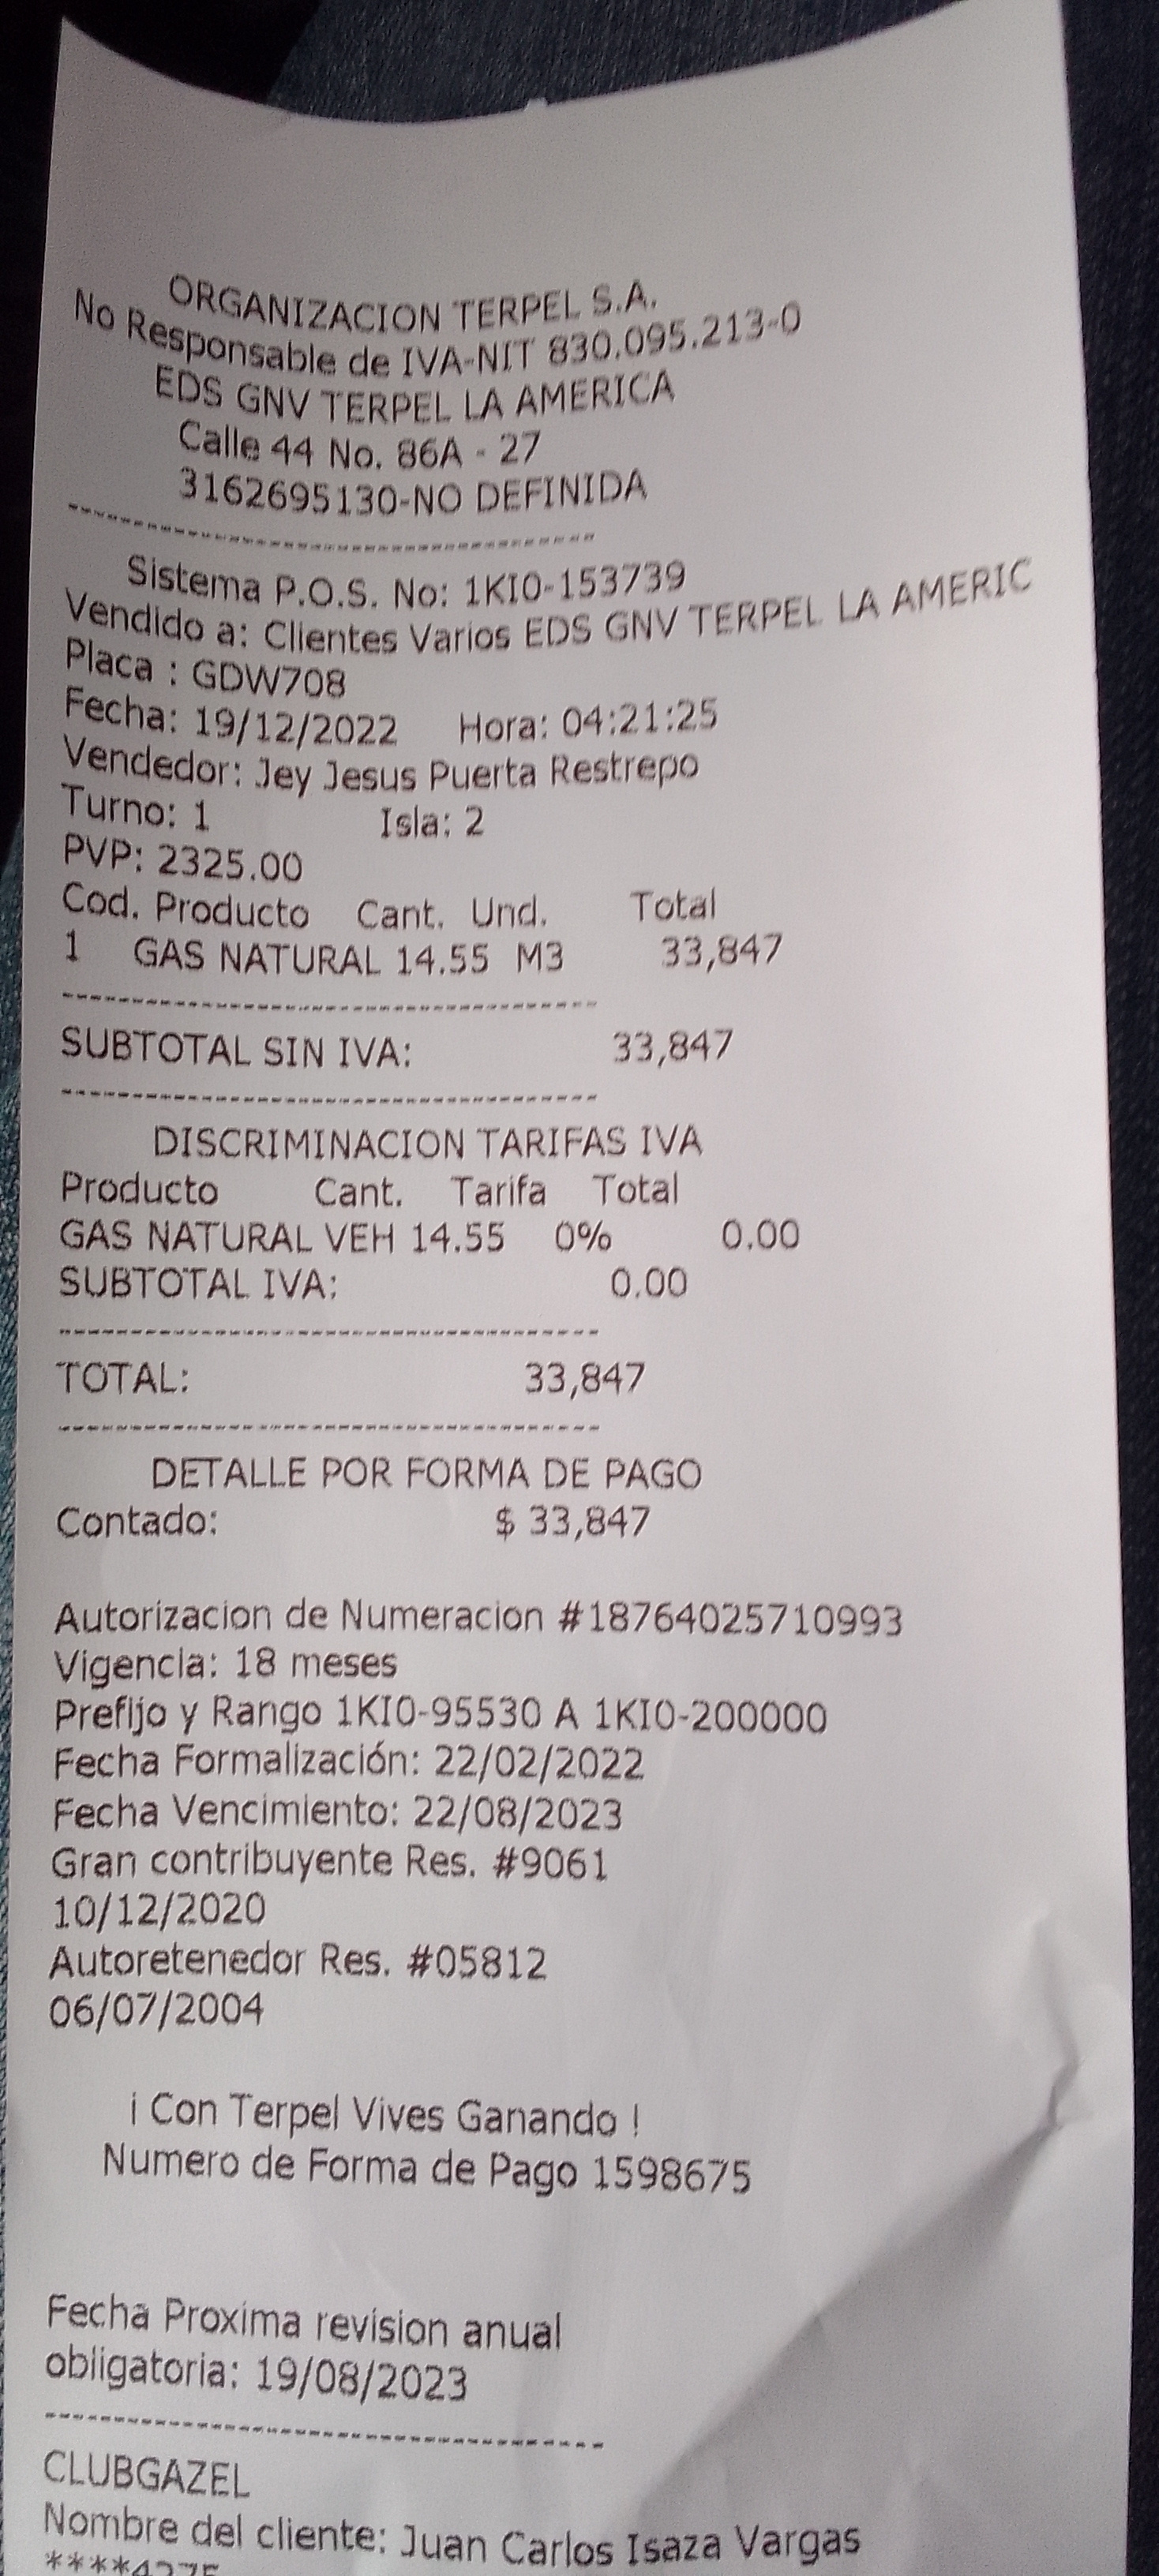 ORGANIZACION TERPEL S.A.
No Responsable de IVA-NIT 830.095.213-0
EDS GNV TERPEL LA AMERICA
Calle 44 No. 86A - 27
3162695130-NO DEFINIDA
----------------------------------------
Sistema P.O.S. No: 1KI0-153739
Vendido a: Clientes Varios EDS GNV TERPEL LA AMERIC
Placa : GDW708
Fecha: 19/12/2022 Hora: 04:21:25
Vendedor: Jey Jesus Puerta Restrepo
Turno: 1 Isla: 2
PVP: 2325.00
Cod. Producto Cant. Und. Total
1 GAS NATURAL 14.55 M3 33,847
----------------------------------------
SUBTOTAL SIN IVA: 33,847
----------------------------------------
DISCRIMINACION TARIFAS IVA
Producto Cant. Tarifa Total
GAS NATURAL VEH 14.55 0% 0.00
SUBTOTAL IVA: 0.00
----------------------------------------
TOTAL: 33,847
----------------------------------------
DETALLE POR FORMA DE PAGO
Contado: $ 33,847
Autorizacion de Numeracion #18764025710993
Vigencia: 18 meses
Prefijo y Rango 1KI0-95530 A 1KI0-200000
Fecha Formalización: 22/02/2022
Fecha Vencimiento: 22/08/2023
Gran contribuyente Res. #9061
10/12/2020
Autoretenedor Res. #05812
06/07/2004
¡ Con Terpel Vives Ganando !
Numero de Forma de Pago 1598675
Fecha Proxima revision anual
obligatoria: 19/08/2023
----------------------------------------
CLUBGAZEL
Nombre del cliente: Juan Carlos Isaza Vargas
****4275